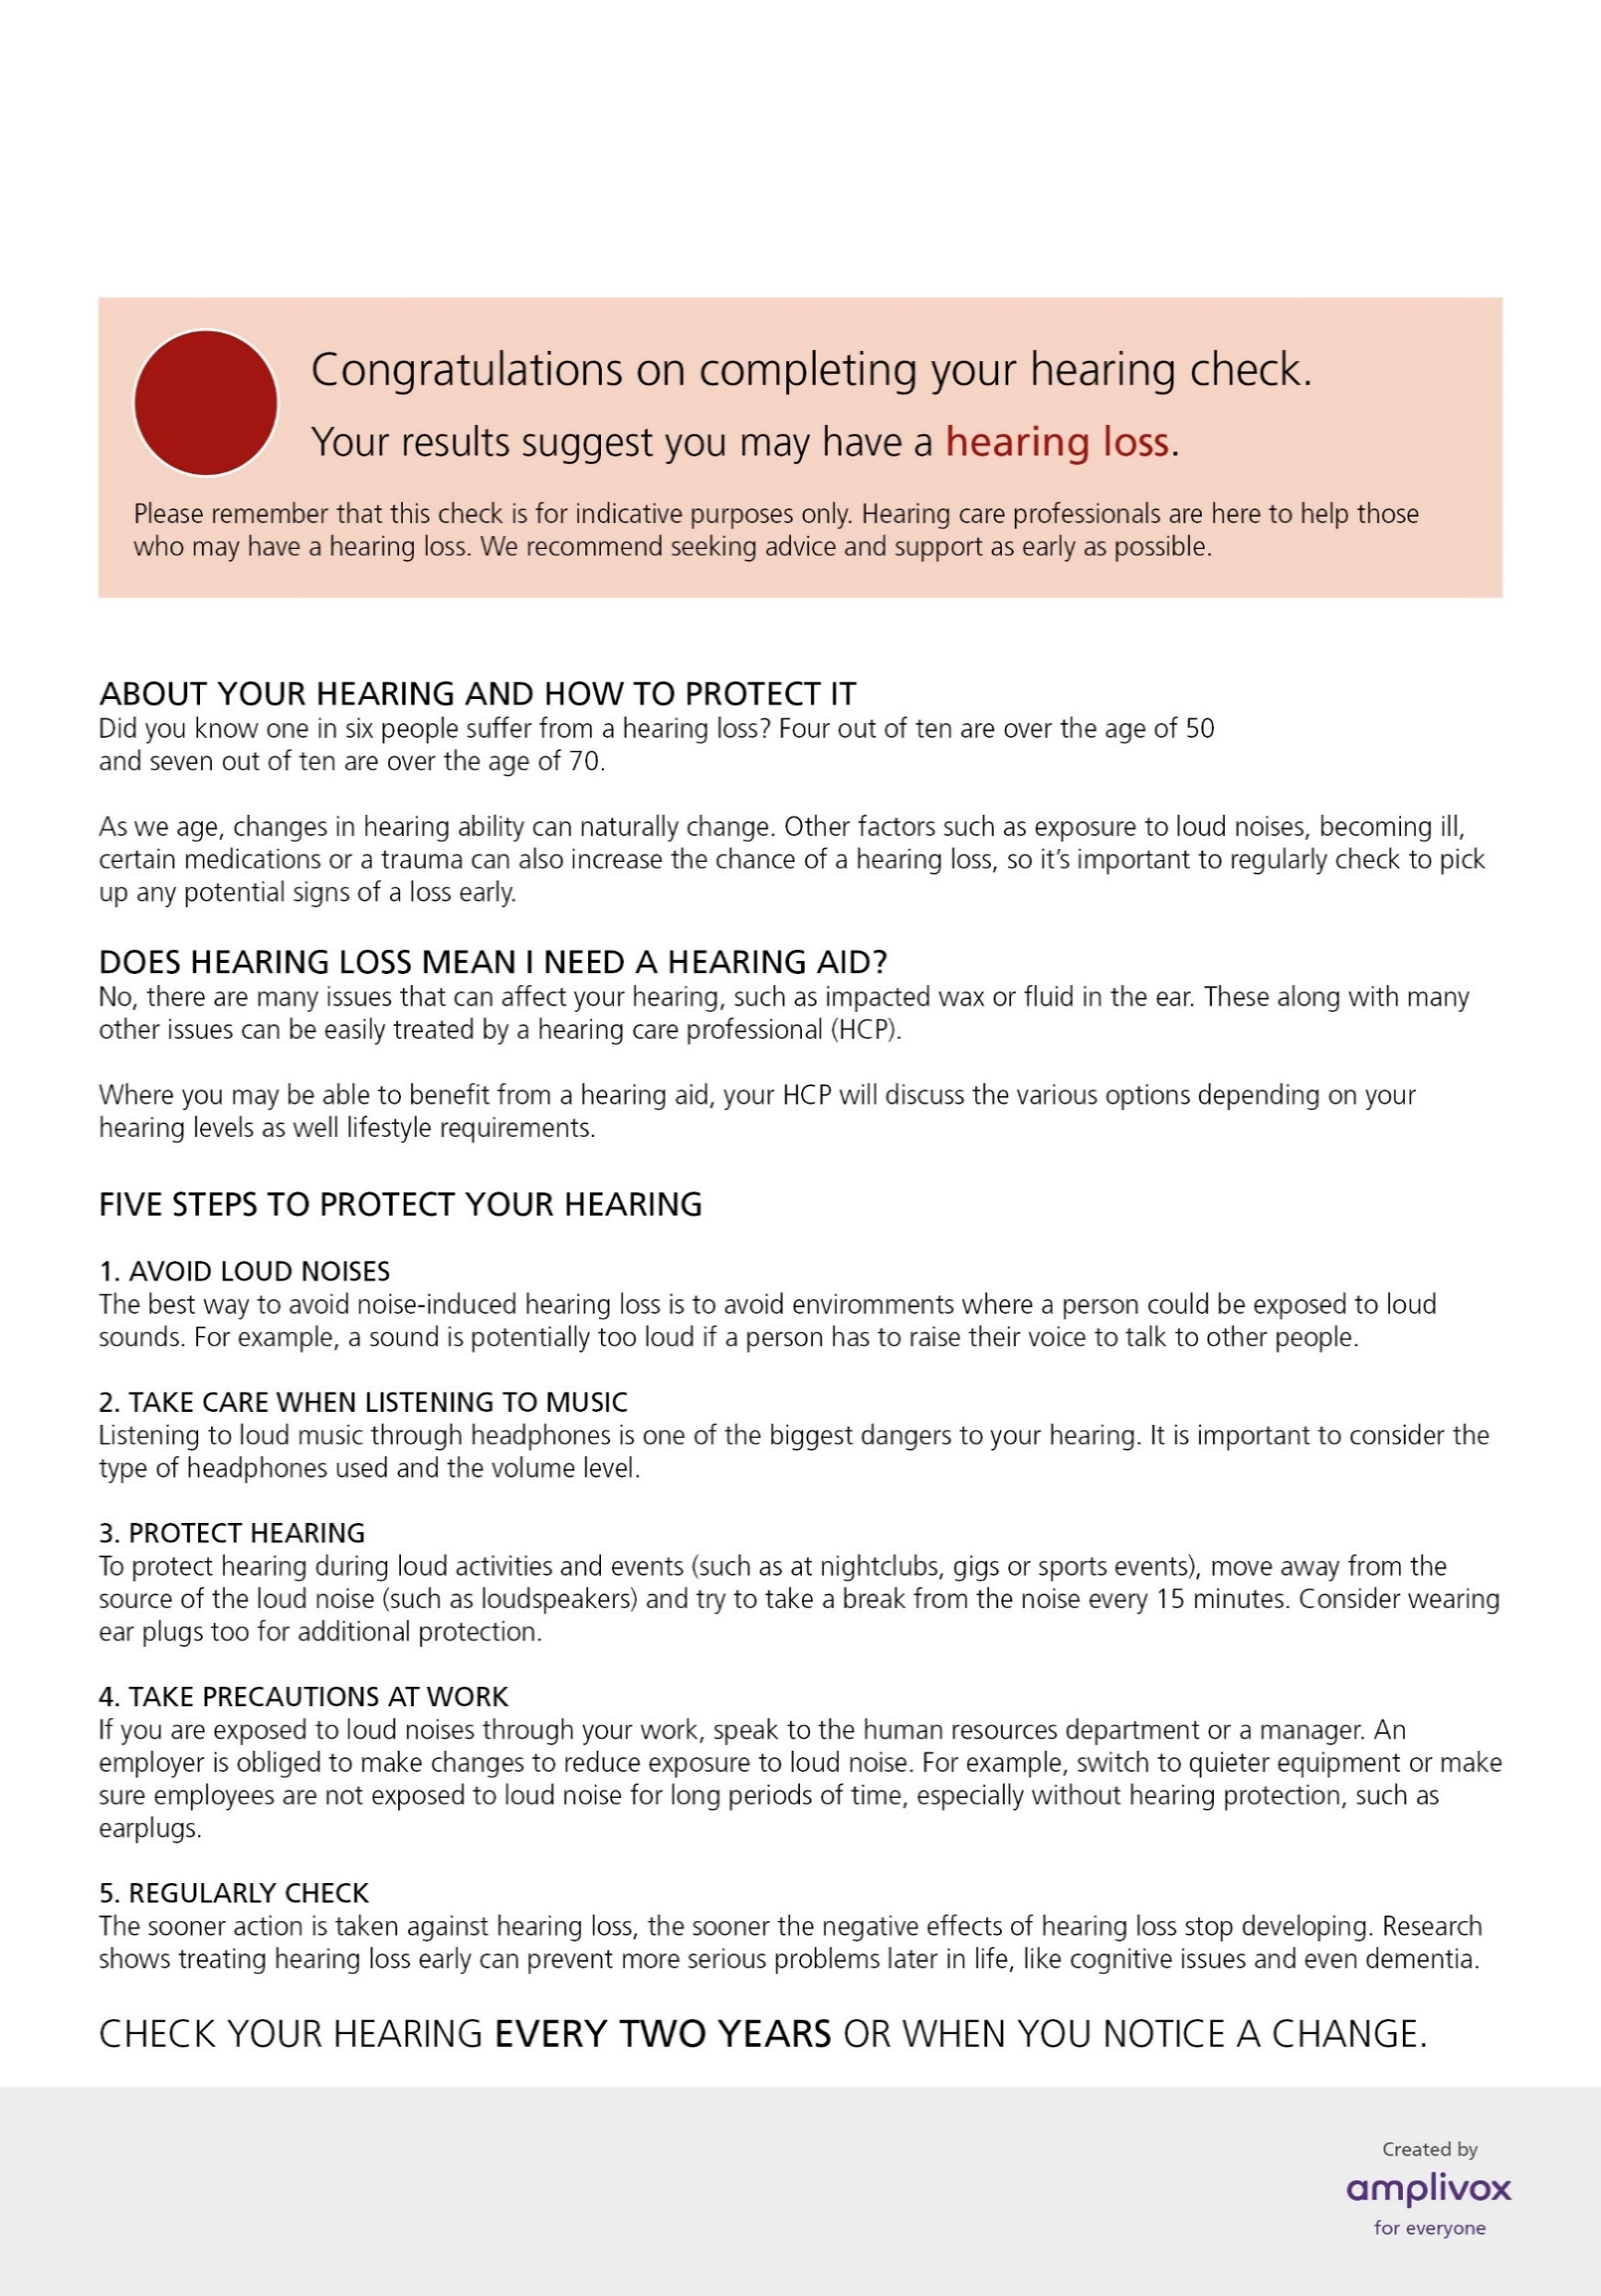 Congratulations on completing your hearing check.
Your results suggest you may have a hearing loss.
Please remember that this check is for indicative purposes only. Hearing care professionals are here to help those
who may have a hearing loss. We recommend seeking advice and support as early as possible.
ABOUT YOUR HEARING AND HOW TO PROTECT IT
Did you know one in six people suffer from a hearing loss? Four out of ten are over the age of 50
and seven out of ten are over the age of 70.
As we age, changes in hearing ability can naturally change. Other factors such as exposure to loud noises, becoming ill,
certain medications or a trauma can also increase the chance of a hearing loss, so it’s important to regularly check to pick
up any potential signs of a loss early.
DOES HEARING LOSS MEAN I NEED A HEARING AID?
No, there are many issues that can affect your hearing, such as impacted wax or fluid in the ear. These along with many
other issues can be easily treated by a hearing care professional (HCP).
Where you may be able to benefit from a hearing aid, your HCP will discuss the various options depending on your
hearing levels as well lifestyle requirements.
FIVE STEPS TO PROTECT YOUR HEARING
1. AVOID LOUD NOISES
The best way to avoid noise-induced hearing loss is to avoid enviromments where a person could be exposed to loud
sounds. For example, a sound is potentially too loud if a person has to raise their voice to talk to other people.
2. TAKE CARE WHEN LISTENING TO MUSIC
Listening to loud music through headphones is one of the biggest dangers to your hearing. It is important to consider the
type of headphones used and the volume level.
3. PROTECT HEARING
To protect hearing during loud activities and events (such as at nightclubs, gigs or sports events), move away from the
source of the loud noise (such as loudspeakers) and try to take a break from the noise every 15 minutes. Consider wearing
ear plugs too for additional protection.
4. TAKE PRECAUTIONS AT WORK
If you are exposed to loud noises through your work, speak to the human resources department or a manager. An
employer is obliged to make changes to reduce exposure to loud noise. For example, switch to quieter equipment or make
sure employees are not exposed to loud noise for long periods of time, especially without hearing protection, such as
earplugs.
5. REGULARLY CHECK
The sooner action is taken against hearing loss, the sooner the negative effects of hearing loss stop developing. Research
shows treating hearing loss early can prevent more serious problems later in life, like cognitive issues and even dementia.
CHECK YOUR HEARING EVERY TWO YEARS OR WHEN YOU NOTICE A CHANGE.
Created by
amplivox
for everyone